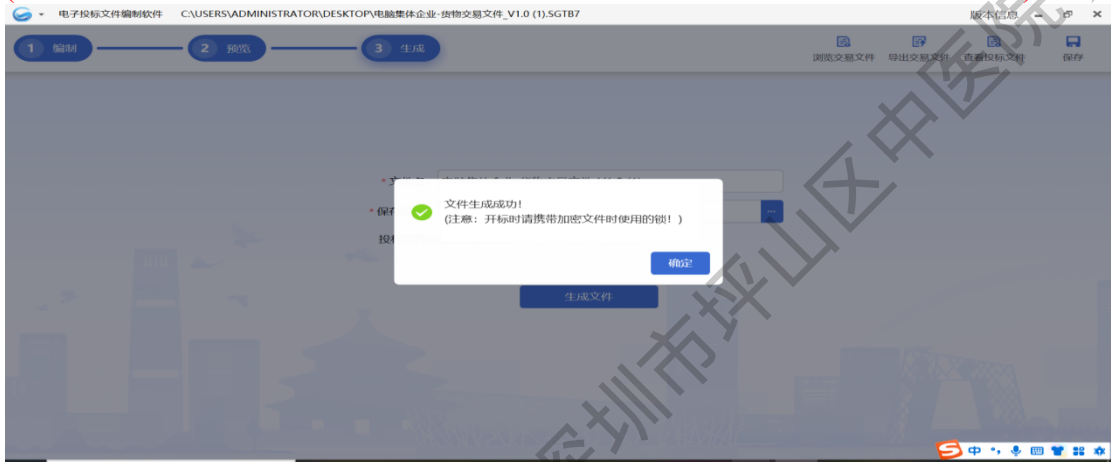 电子投标文件编制软件 C:\USERS\ADMINISTRATOR\DESKTOP\电脑集体企业-货物交易文件_V1.0 (1).SGTB7 版本信息
1 编制 2 预览 3 生成
浏览交易文件 导出交易文件 查看投标文件 保存
文件生成成功!
(注意：开标时请携带加密文件时使用的锁！)
确定
生成文件
深圳市坪山区中医院
中